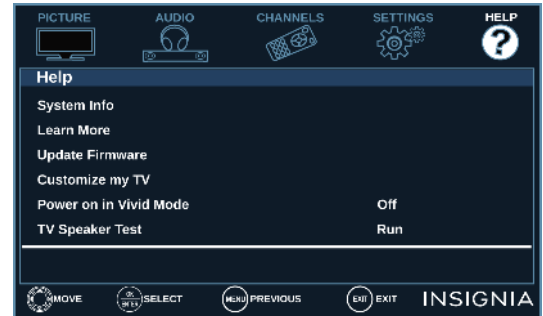 PICTURE AUDIO CHANNELS SETTINGS HELP
?
Help
System Info
Learn More
Update Firmware
Customize my TV
Power on in Vivid Mode Off
TV Speaker Test Run
MOVE OK ENTER SELECT MENU PREVIOUS EXIT EXIT INSIGNIA